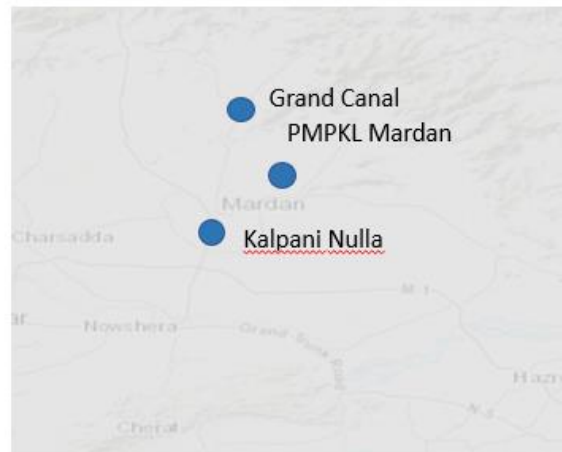 Grand Canal
PMPKL Mardan
Mardan
Charsadda
Kalpani Nulla
M 1
Nowshera
Grand Trunk Road
Cherat
N 5